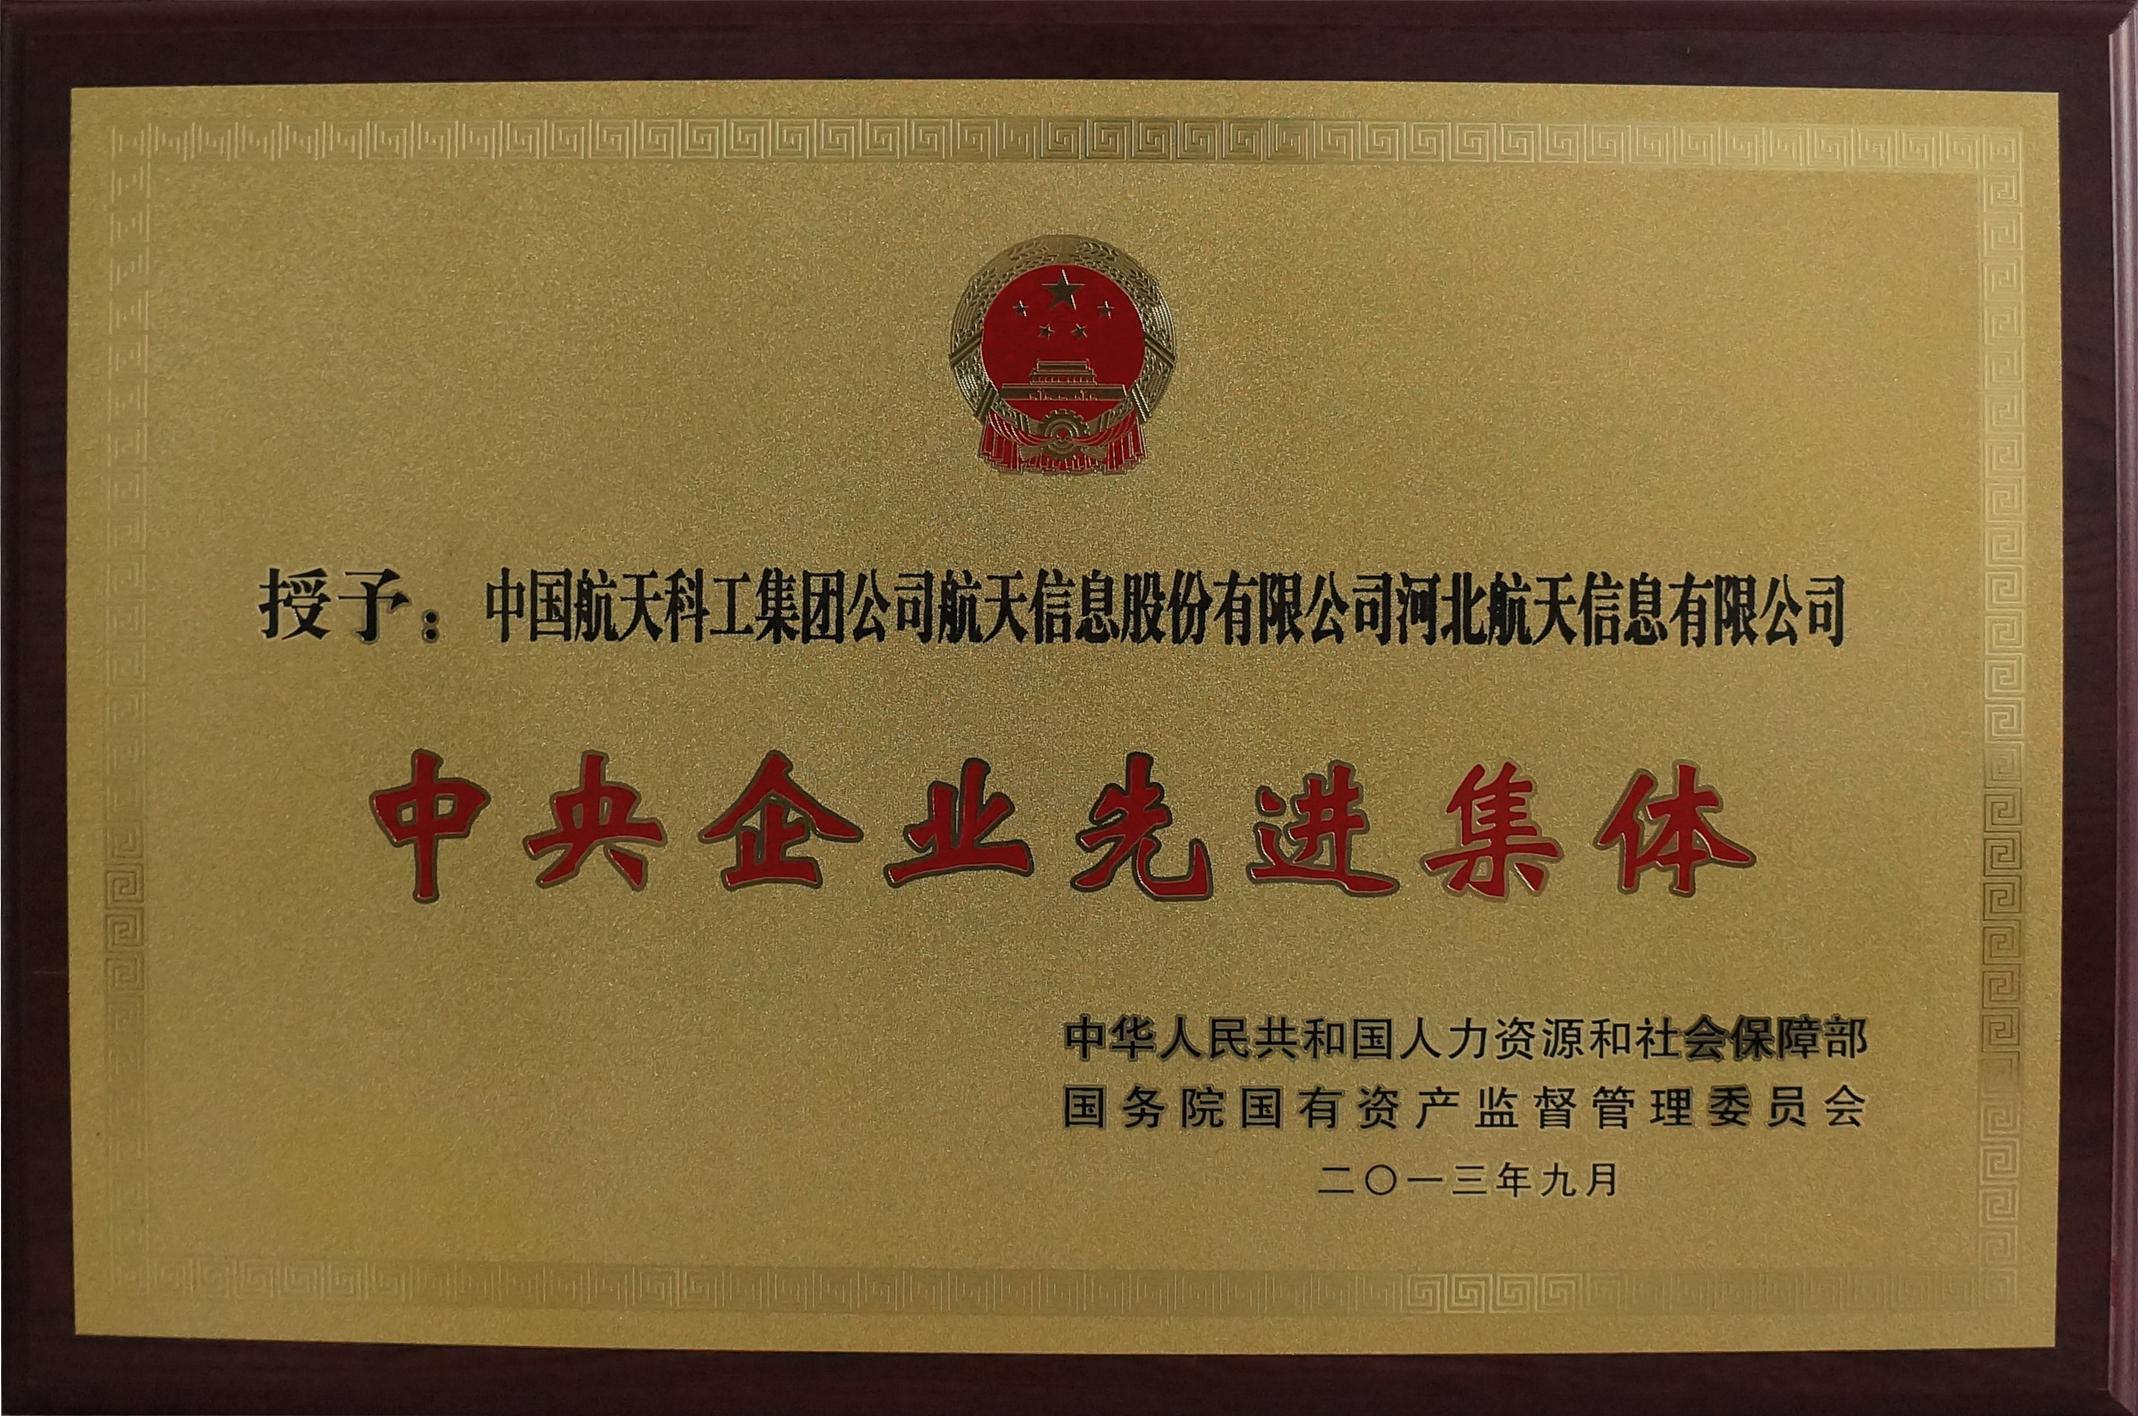 授予：中国航天科工集团公司航天信息股份有限公司河北航天信息有限公司
中央企业先进集体
中华人民共和国人力资源和社会保障部
国务院国有资产监督管理委员会
二〇一三年九月